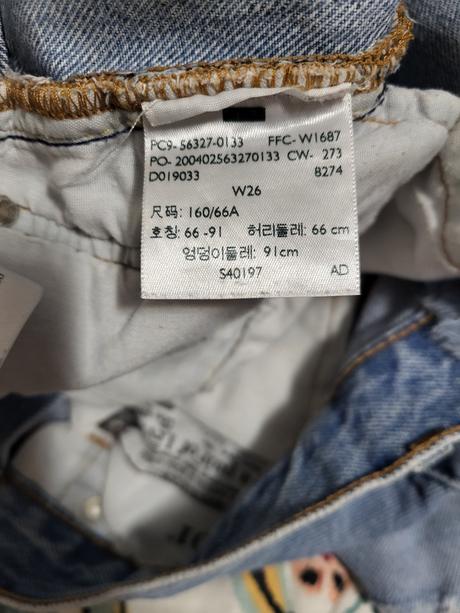 PC9-56327-0133 FFC-W1687
PO-200402563270133 CW-273
D019033 8274
W26
尺码: 160/66A
호칭: 66-91 허리둘레: 66 cm
엉덩이둘레: 91cm
S40197 AD